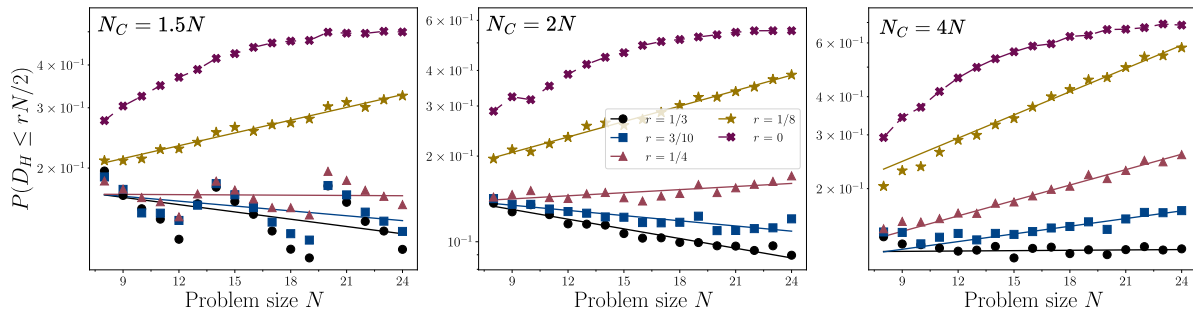 N_C = 1.5N
N_C = 2N
N_C = 4N
P(D_H ≤ rN/2)
4 × 10⁻¹
3 × 10⁻¹
2 × 10⁻¹
6 × 10⁻¹
4 × 10⁻¹
3 × 10⁻¹
2 × 10⁻¹
10⁻¹
6 × 10⁻¹
4 × 10⁻¹
3 × 10⁻¹
2 × 10⁻¹
r = 1/3
r = 3/10
r = 1/4
r = 1/8
r = 0
9 12 15 18 21 24
9 12 15 18 21 24
9 12 15 18 21 24
Problem size N
Problem size N
Problem size N